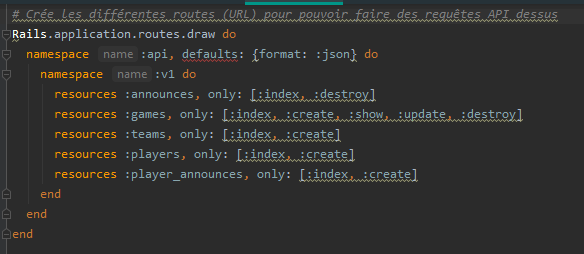 # Crée les différentes routes (URL) pour pouvoir faire des requêtes API dessus
Rails.application.routes.draw do
namespace name :api, defaults: {format: :json} do
namespace name :v1 do
resources :announces, only: [:index, :destroy]
resources :games, only: [:index, :create, :show, :update, :destroy]
resources :teams, only: [:index, :create]
resources :players, only: [:index, :create]
resources :player_announces, only: [:index, :create]
end
end
end